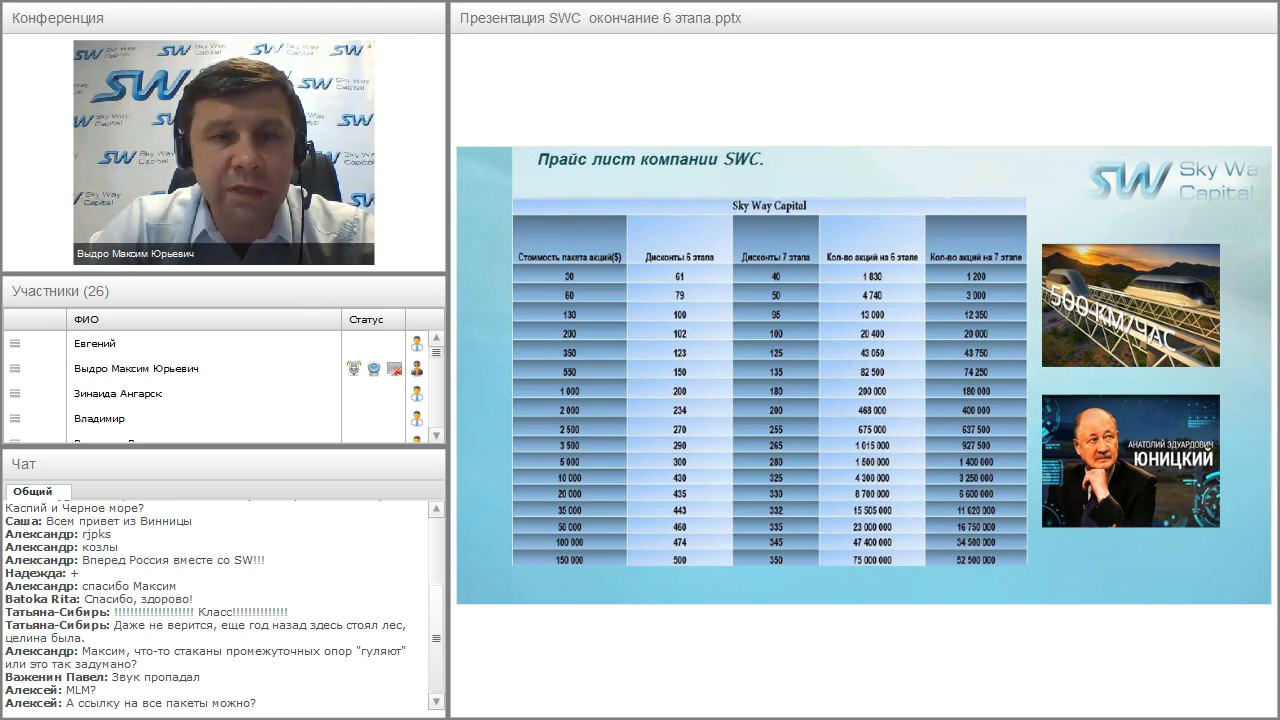 Конференция
SW Sky Way Capital
Выдро Максим Юрьевич
Участники (26)
ФИО Статус
Евгений
Выдро Максим Юрьевич
Зинаида Ангарск
Владимир
Чат
Общий
Каспий и Черное море?
Саша: Всем привет из Винницы
Александр: rjpks
Александр: козлы
Александр: Вперед Россия вместе со SW!!!
Надежда: +
Александр: спасибо Максим
Batoka Rita: Спасибо, здорово!
Татьяна-Сибирь: !!!!!!!!!!!!!!!!!!!! Класс!!!!!!!!!!!!!!
Татьяна-Сибирь: Даже не верится, еще год назад здесь стоял лес,
целина была.
Александр: Максим, что-то стаканы промежуточных опор "гуляют"
или это так задумано?
Важенин Павел: Звук пропадал
Алексей: MLM?
Алексей: А ссылку на все пакеты можно?
Презентация SWC окончание 6 этапа.pptx
Прайс лист компании SWC.
SW Sky Wa
Capital
Sky Way Capital
Стоимость пакета акций($) Дисконты 6 этапа Дисконты 7 этапа Кол-во акций на 6 этапе Кол-во акций на 7 этапе
30 61 40 1 830 1 200
60 79 50 4 740 3 000
130 100 95 13 000 12 350
200 102 100 20 400 20 000
350 123 125 43 050 43 750
550 150 135 82 500 74 250
1 000 200 180 200 000 180 000
2 000 234 200 468 000 400 000
2 500 270 255 675 000 637 500
3 500 290 265 1 015 000 927 500
5 000 300 280 1 500 000 1 400 000
10 000 430 325 4 300 000 3 250 000
20 000 435 330 8 700 000 6 600 000
35 000 443 332 15 505 000 11 620 000
50 000 460 335 23 000 000 16 750 000
100 000 474 345 47 400 000 34 500 000
150 000 500 350 75 000 000 52 500 000
500 КМ/ЧАС
АНАТОЛИЙ ЭДУАРДОВИЧ
ЮНИЦКИЙ